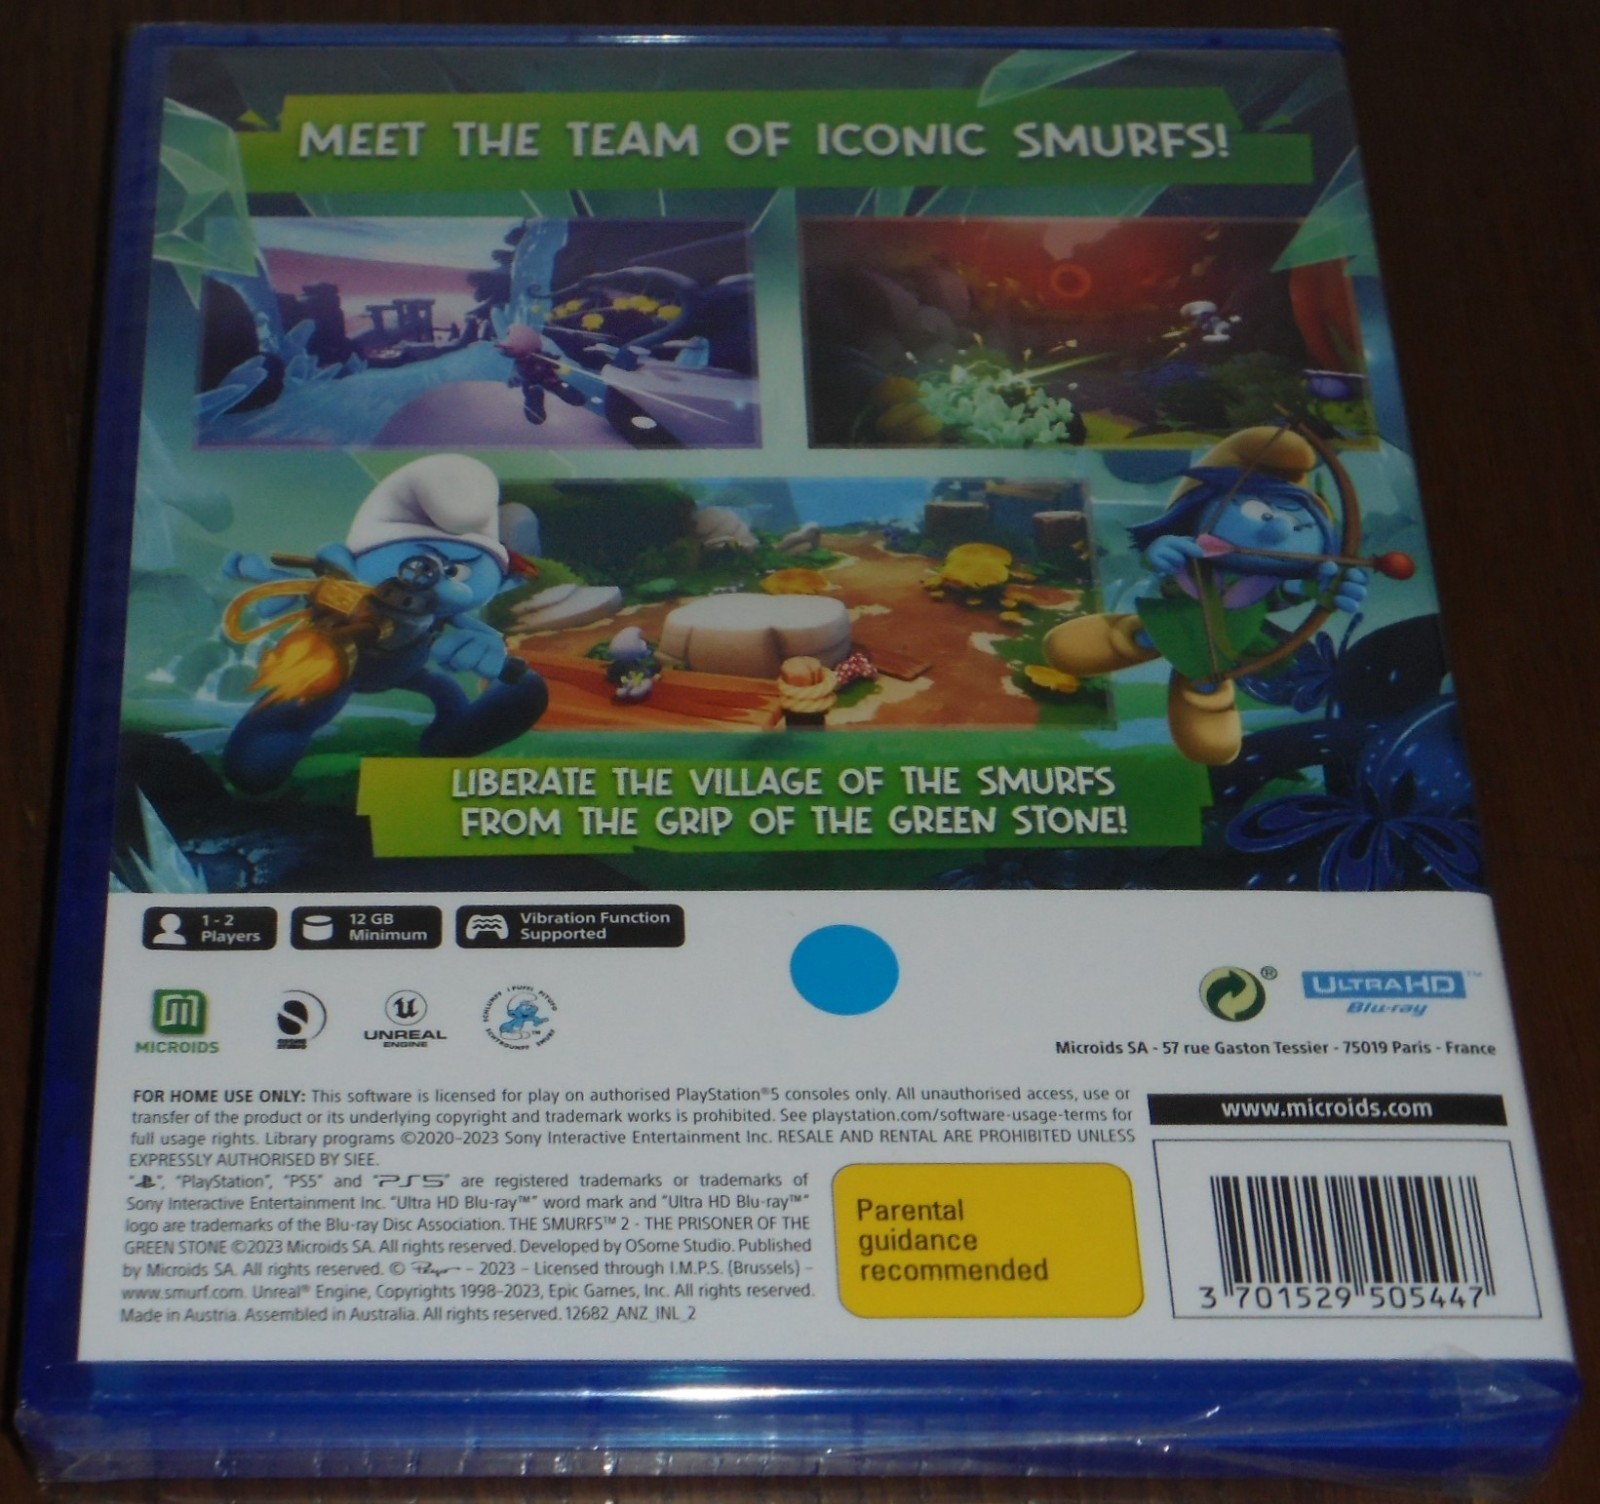 MEET THE TEAM OF ICONIC SMURFS!
LIBERATE THE VILLAGE OF THE SMURFS
FROM THE GRIP OF THE GREEN STONE!
1 - 2
Players
12 GB
Minimum
Vibration Function
Supported
MICROIDS
UNREAL
ENGINE
®
ULTRA HD™
Blu-ray
Microids SA - 57 rue Gaston Tessier - 75019 Paris - France
FOR HOME USE ONLY: This software is licensed for play on authorised PlayStation®5 consoles only. All unauthorised access, use or
transfer of the product or its underlying copyright and trademark works is prohibited. See playstation.com/software-usage-terms for
full usage rights. Library programs ©2020–2023 Sony Interactive Entertainment Inc. RESALE AND RENTAL ARE PROHIBITED UNLESS
EXPRESSLY AUTHORISED BY SIEE.
" ", "PlayStation", "PS5" and "PS5" are registered trademarks or trademarks of
Sony Interactive Entertainment Inc. "Ultra HD Blu-ray™" word mark and "Ultra HD Blu-ray™"
logo are trademarks of the Blu-ray Disc Association. THE SMURFS™ 2 - THE PRISONER OF THE
GREEN STONE ©2023 Microids SA. All rights reserved. Developed by OSome Studio. Published
by Microids SA. All rights reserved. © Peyo - 2023 - Licensed through I.M.P.S. (Brussels) -
www.smurf.com. Unreal® Engine, Copyrights 1998-2023, Epic Games, Inc. All rights reserved.
Made in Austria. Assembled in Australia. All rights reserved. 12682_ANZ_INL_2
www.microids.com
Parental
guidance
recommended
3 701529 505447